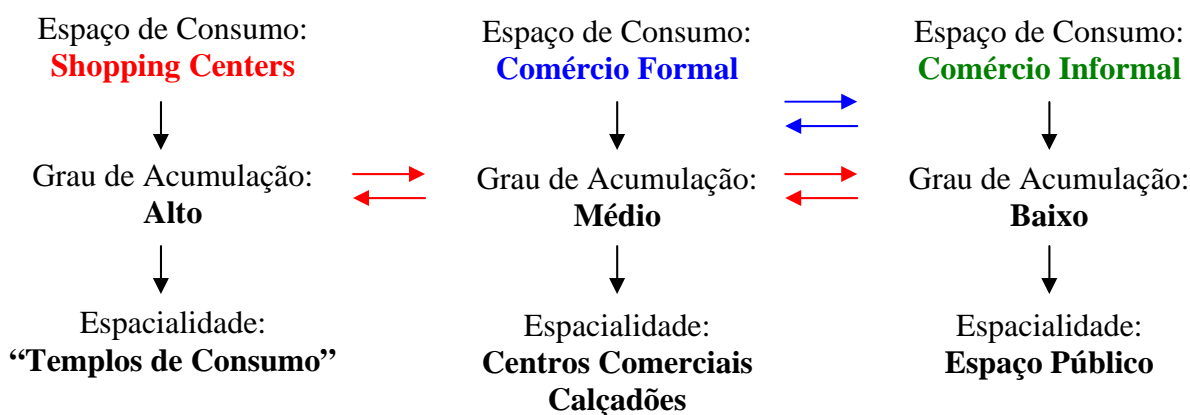 Espaço de Consumo:
Shopping Centers
Espaço de Consumo:
Comércio Formal
Espaço de Consumo:
Comércio Informal
Grau de Acumulação:
Alto
Grau de Acumulação:
Médio
Grau de Acumulação:
Baixo
Espacialidade:
“Templos de Consumo”
Espacialidade:
Centros Comerciais
Calçadões
Espacialidade:
Espaço Público